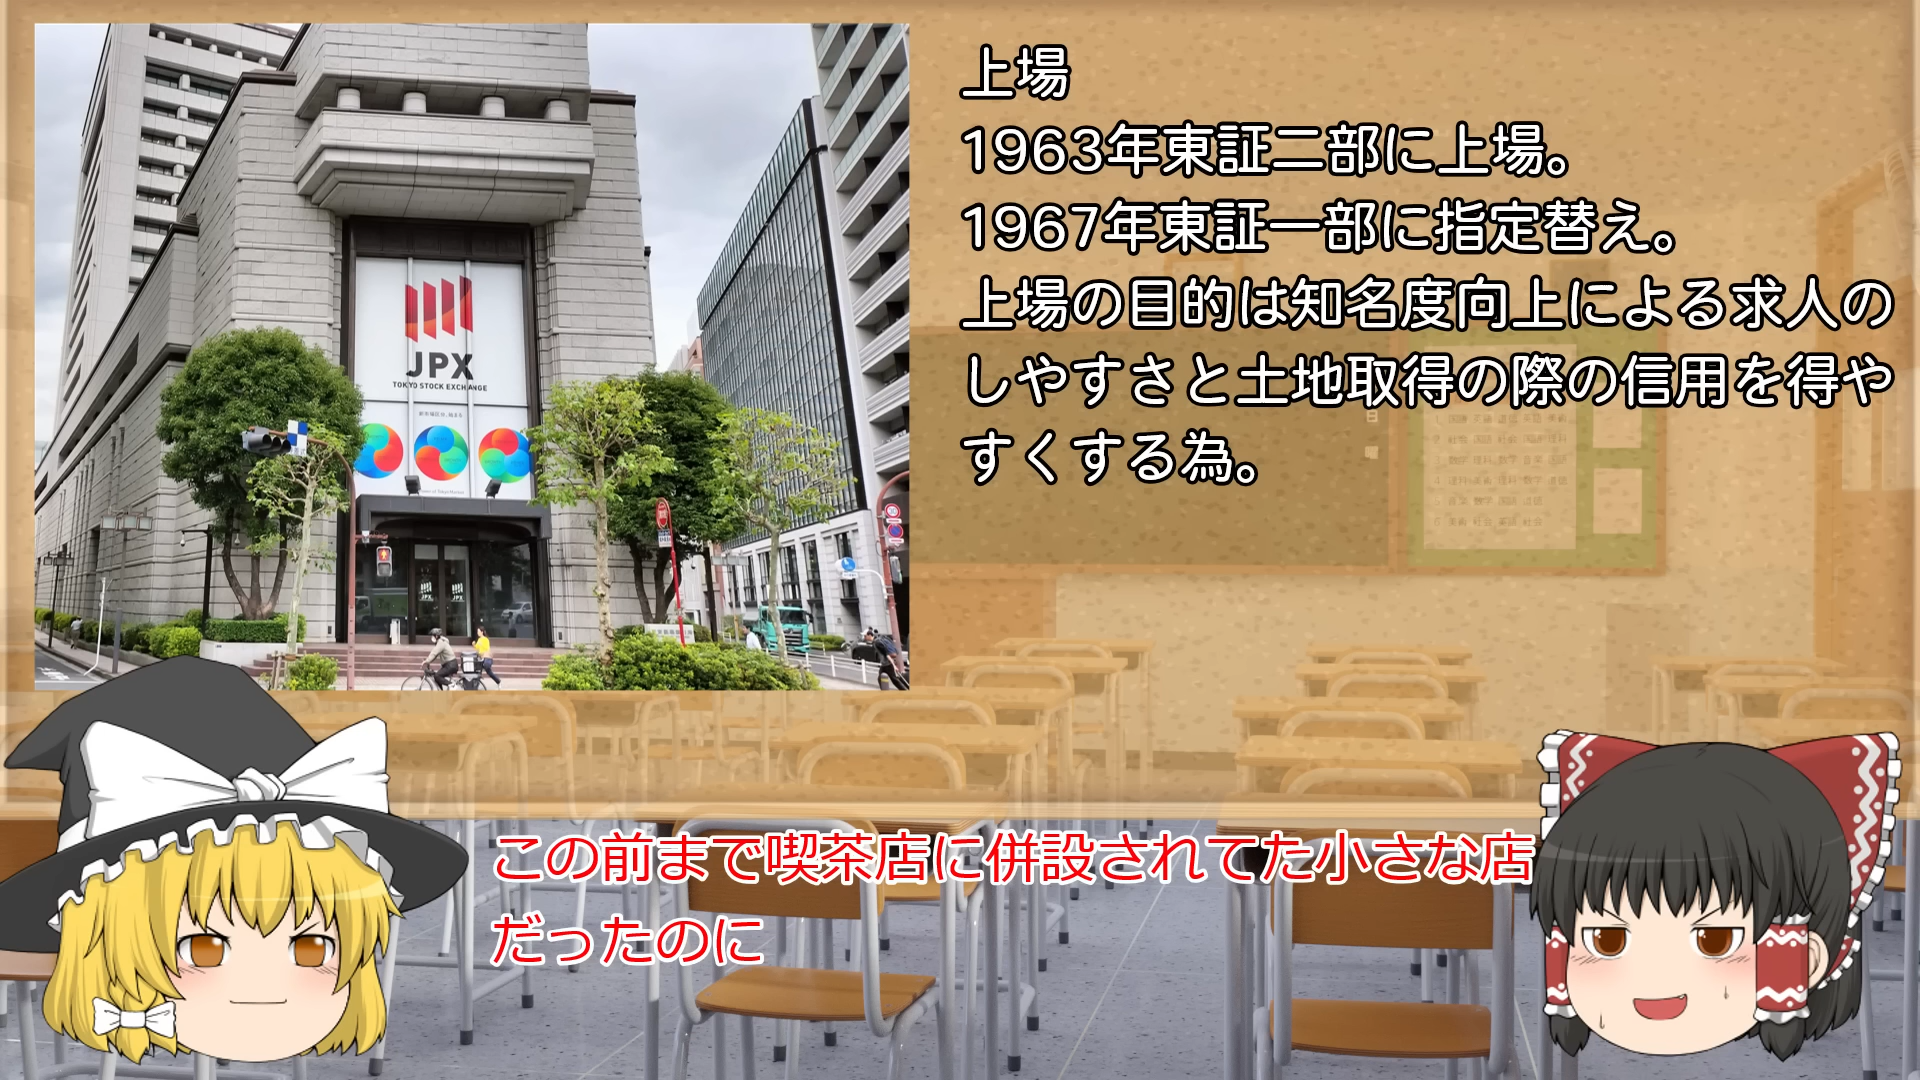 上場
1963年東証二部に上場。
1967年東証一部に指定替え。
上場の目的は知名度向上による求人の
しやすさと土地取得の際の信用を得や
すくする為。
JPX
TOKYO STOCK EXCHANGE
この前まで喫茶店に併設されてた小さな店
だったのに